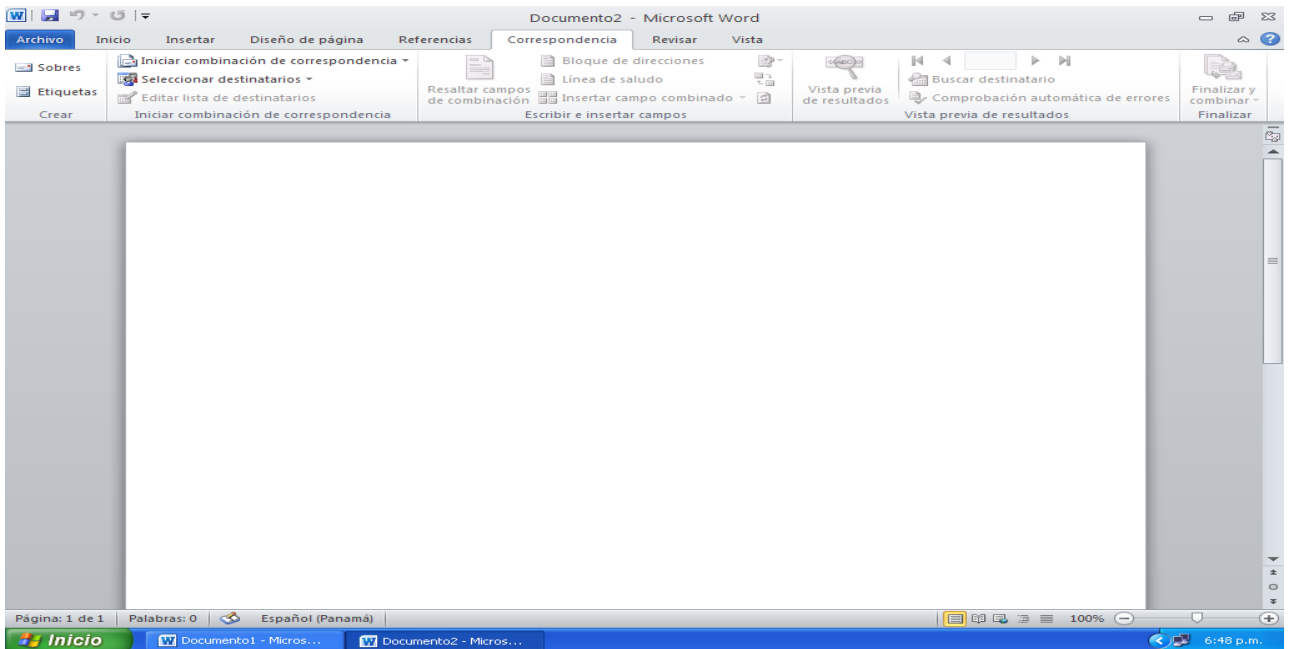 Documento2 - Microsoft Word
Archivo Inicio Insertar Diseño de página Referencias Correspondencia Revisar Vista
Sobres
Etiquetas
Crear
Iniciar combinación de correspondencia
Seleccionar destinatarios
Editar lista de destinatarios
Iniciar combinación de correspondencia
Resaltar campos
de combinación
Bloque de direcciones
Línea de saludo
Insertar campo combinado
Escribir e insertar campos
Vista previa
de resultados
Buscar destinatario
Comprobación automática de errores
Vista previa de resultados
Finalizar y
combinar
Finalizar
Página: 1 de 1 Palabras: 0 Español (Panamá) 100%
Inicio Documento1 - Micros... Documento2 - Micros... 6:48 p.m.